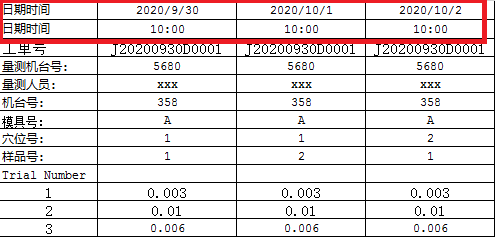 日期时间 2020/9/30 2020/10/1 2020/10/2
日期时间 10:00 10:00 10:00
工单号 J20200930D0001 J20200930D0001 J20200930D0001
量测机台号: 5680 5680 5680
量测人员: xxx xxx xxx
机台号: 358 358 358
模具号: A A A
穴位号: 1 1 2
样品号: 1 2 1
Trial Number
1 0.003 0.003 0.003
2 0.01 0.01 0.01
3 0.006 0.006 0.006